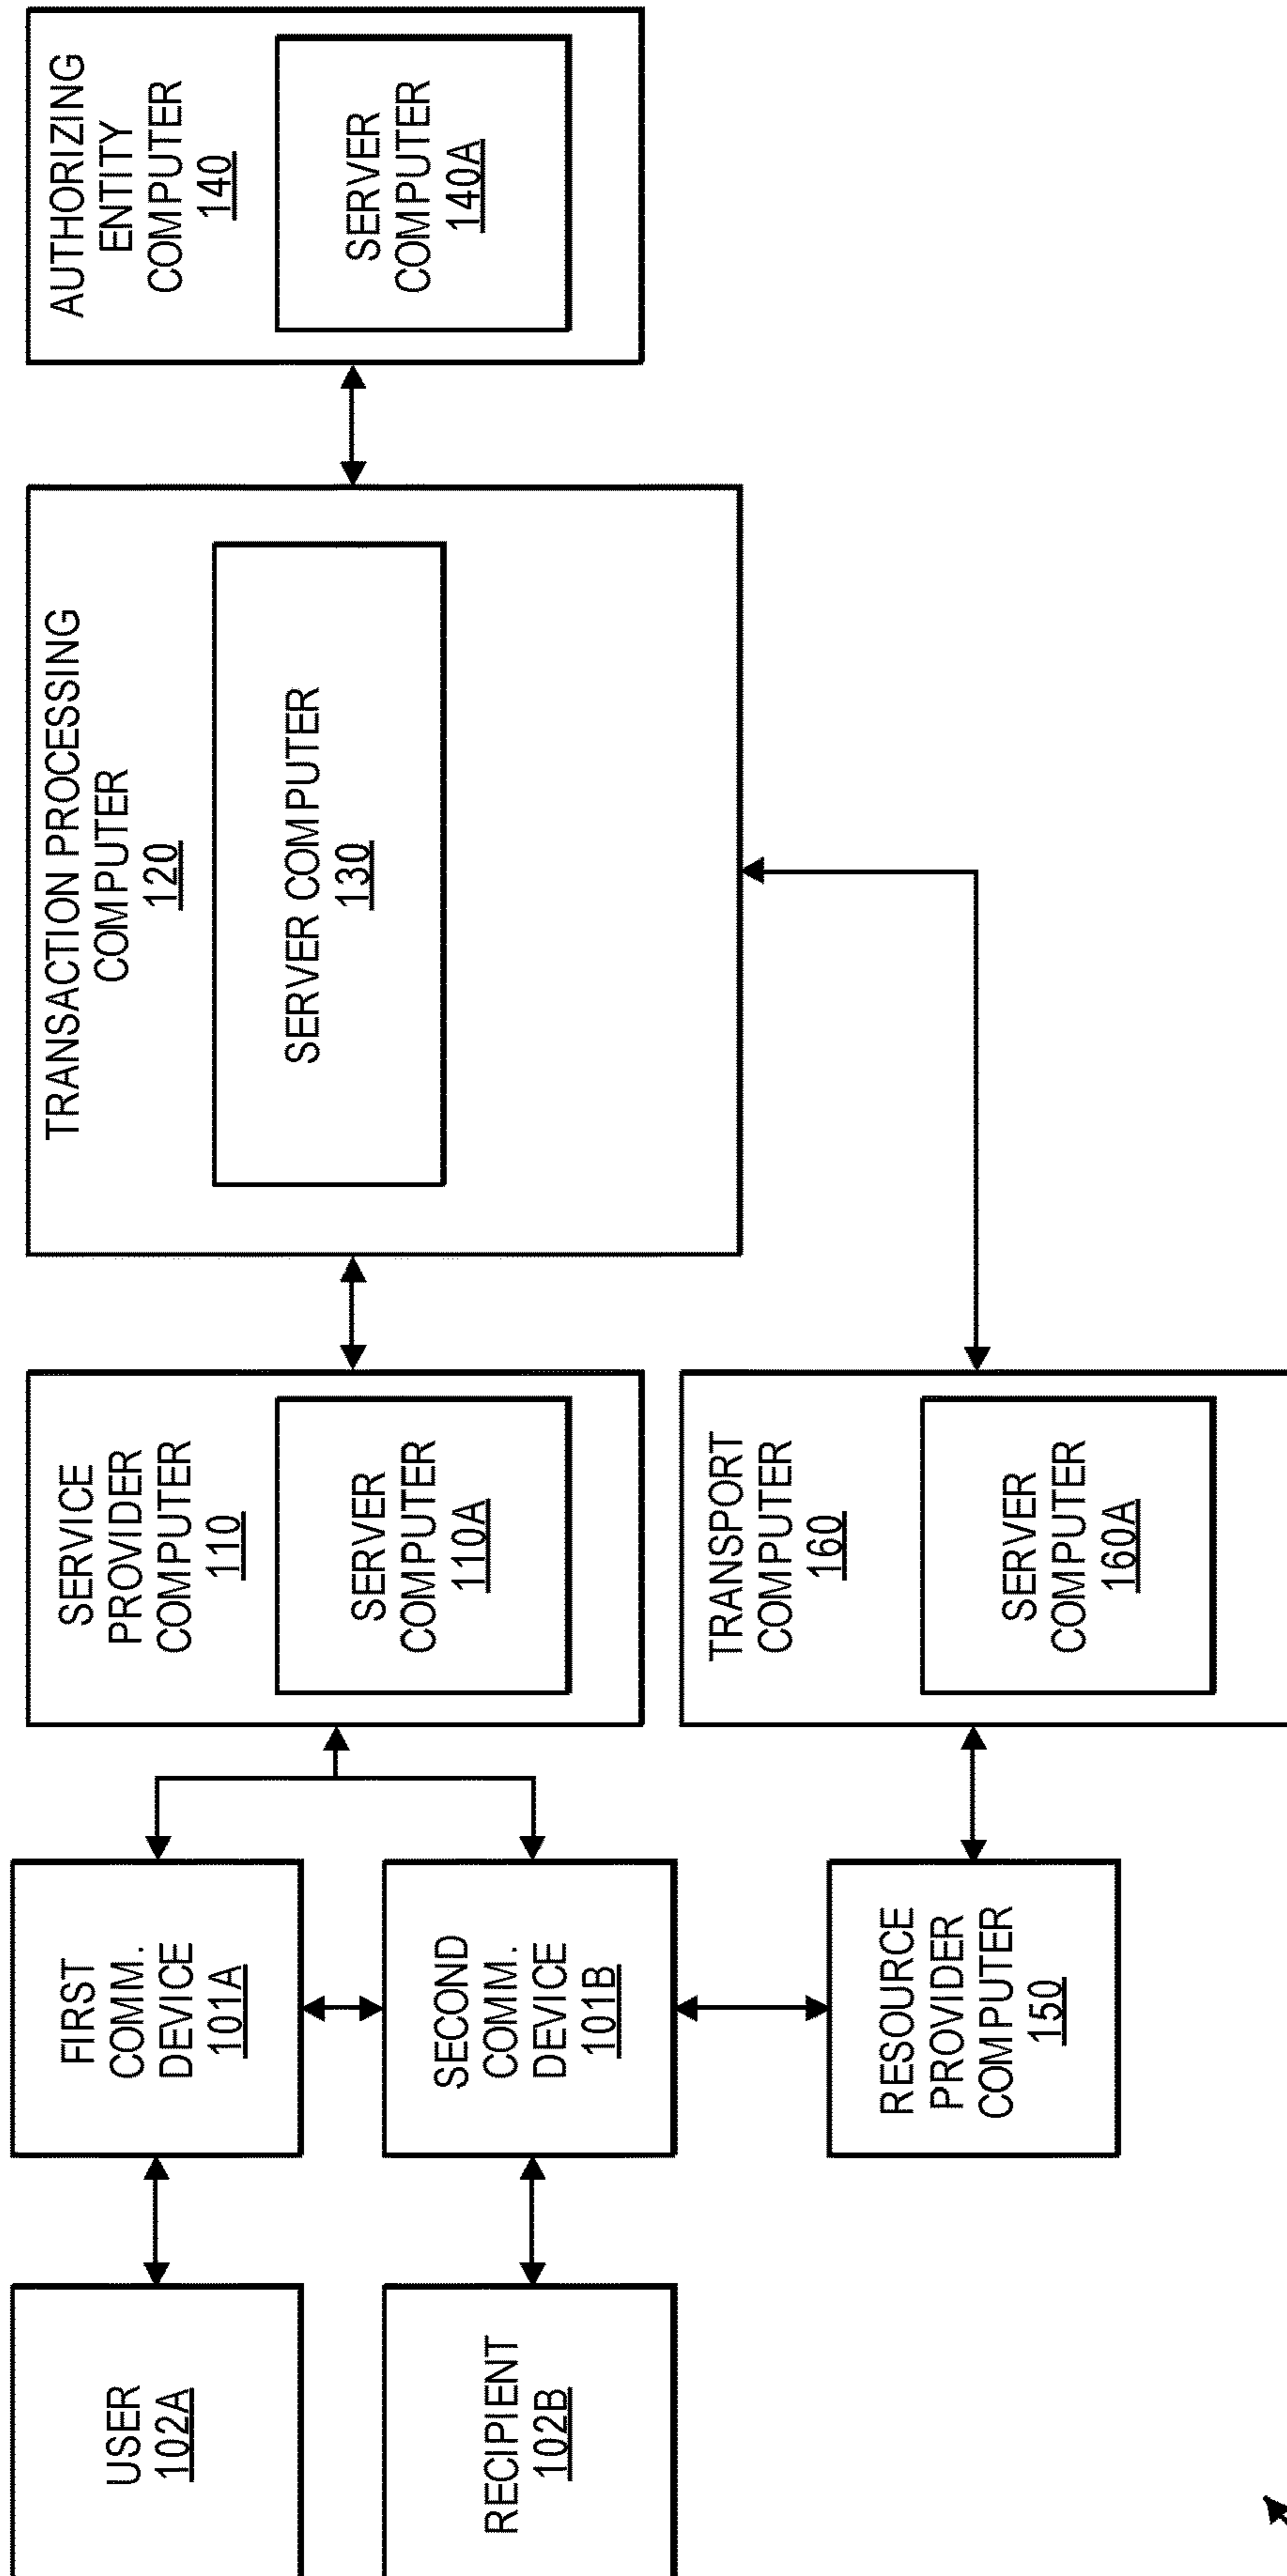 USER
102A
RECIPIENT
102B
FIRST
COMM.
DEVICE
101A
SECOND
COMM.
DEVICE
101B
RESOURCE
PROVIDER
COMPUTER
150
SERVICE
PROVIDER
COMPUTER
110
SERVER
COMPUTER
110A
TRANSPORT
COMPUTER
160
SERVER
COMPUTER
160A
TRANSACTION PROCESSING
COMPUTER
120
SERVER COMPUTER
130
AUTHORIZING
ENTITY
COMPUTER
140
SERVER
COMPUTER
140A